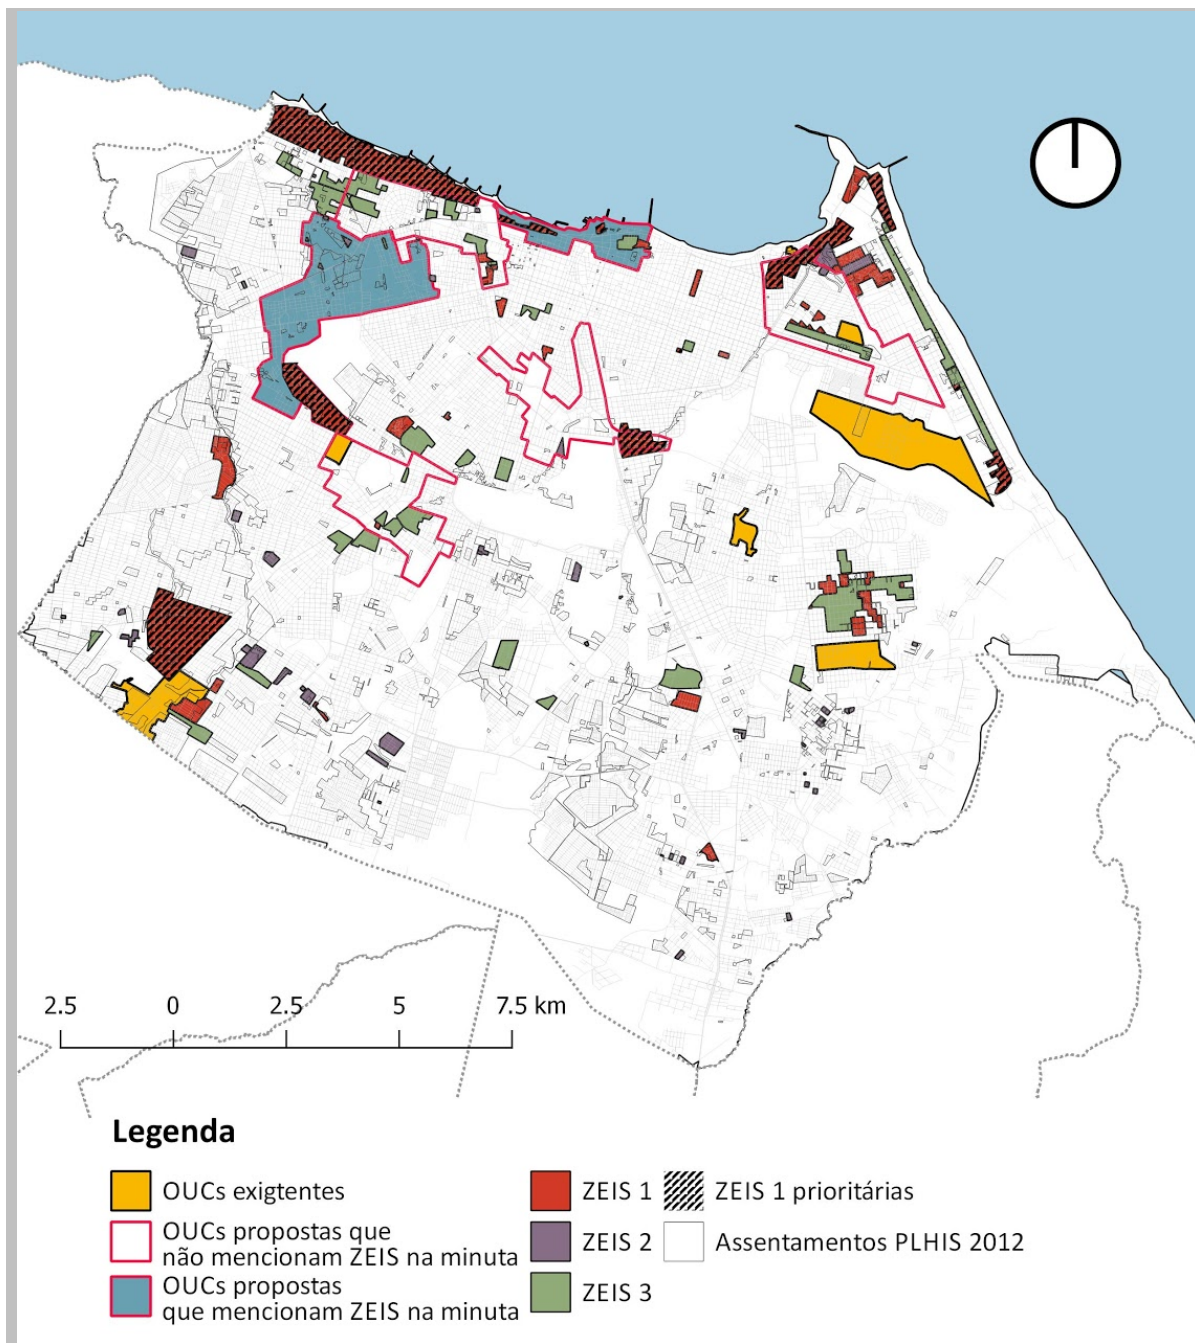 2.5 0 2.5 5 7.5 km
Legenda
OUCs exigtentes
OUCs propostas que
não mencionam ZEIS na minuta
OUCs propostas
que mencionam ZEIS na minuta
ZEIS 1
ZEIS 2
ZEIS 3
ZEIS 1 prioritárias
Assentamentos PLHIS 2012